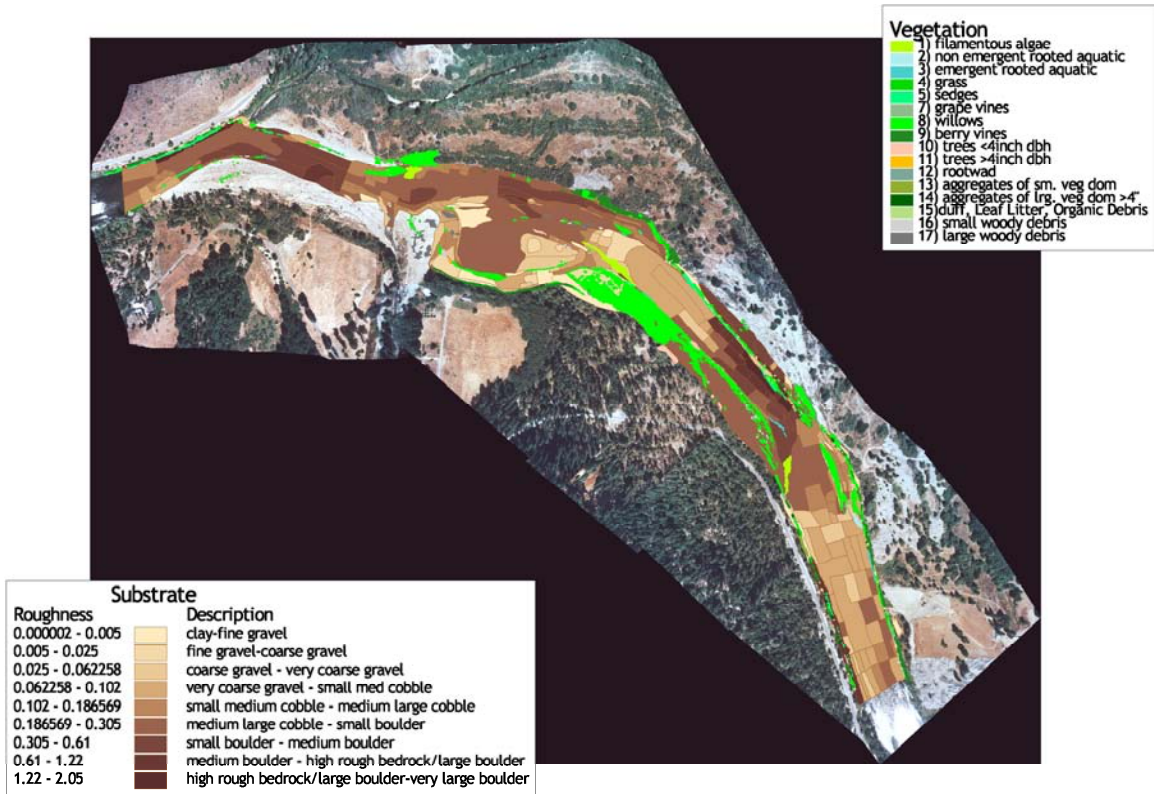 Vegetation
1) filamentous algae
2) non emergent rooted aquatic
3) emergent rooted aquatic
4) grass
5) sedges
7) grape vines
8) willows
9) berry vines
10) trees <4inch dbh
11) trees >4inch dbh
12) rootwad
13) aggregates of sm. veg dom
14) aggregates of lrg. veg dom >4"
15)duff, Leaf Litter, Organic Debris
16) small woody debris
17) large woody debris
Substrate
Roughness Description
0.000002 - 0.005 clay-fine gravel
0.005 - 0.025 fine gravel-coarse gravel
0.025 - 0.062258 coarse gravel - very coarse gravel
0.062258 - 0.102 very coarse gravel - small med cobble
0.102 - 0.186569 small medium cobble - medium large cobble
0.186569 - 0.305 medium large cobble - small boulder
0.305 - 0.61 small boulder - medium boulder
0.61 - 1.22 medium boulder - high rough bedrock/large boulder
1.22 - 2.05 high rough bedrock/large boulder-very large boulder